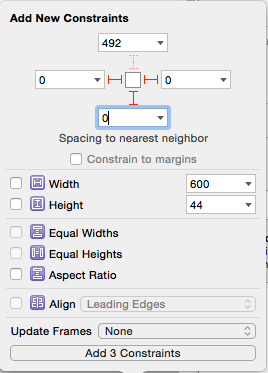 Add New Constraints
492
0 0
0
Spacing to nearest neighbor
Constrain to margins
Width 600
Height 44
Equal Widths
Equal Heights
Aspect Ratio
Align Leading Edges
Update Frames None
Add 3 Constraints